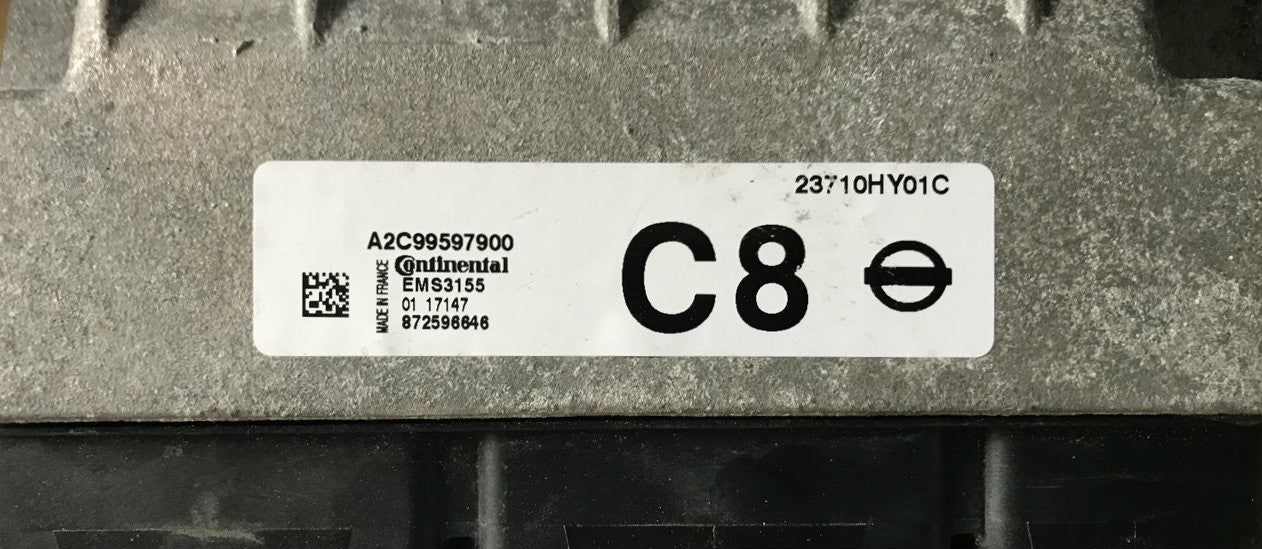 23710HY01C
A2C99597900
Continental
MADE IN FRANCE
EMS3155
01 17147
872596646
C8